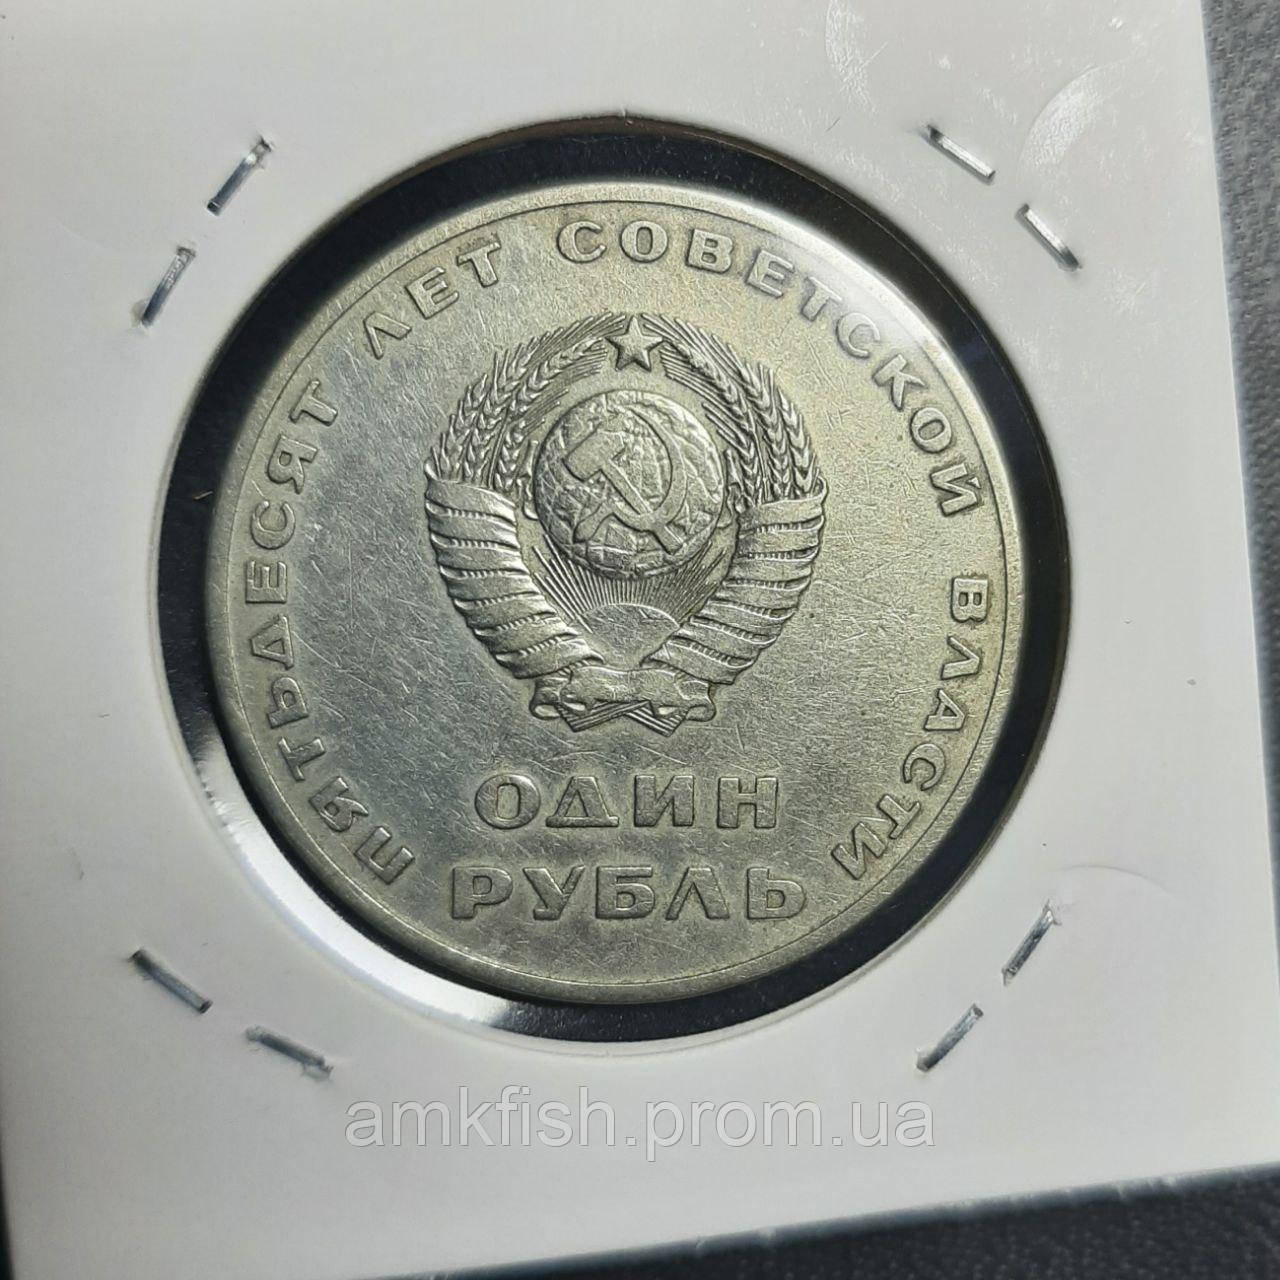 ПЯТЬДЕСЯТ ЛЕТ СОВЕТСКОЙ ВЛАСТИ
ОДИН
РУБЛЬ
amkfish.prom.ua